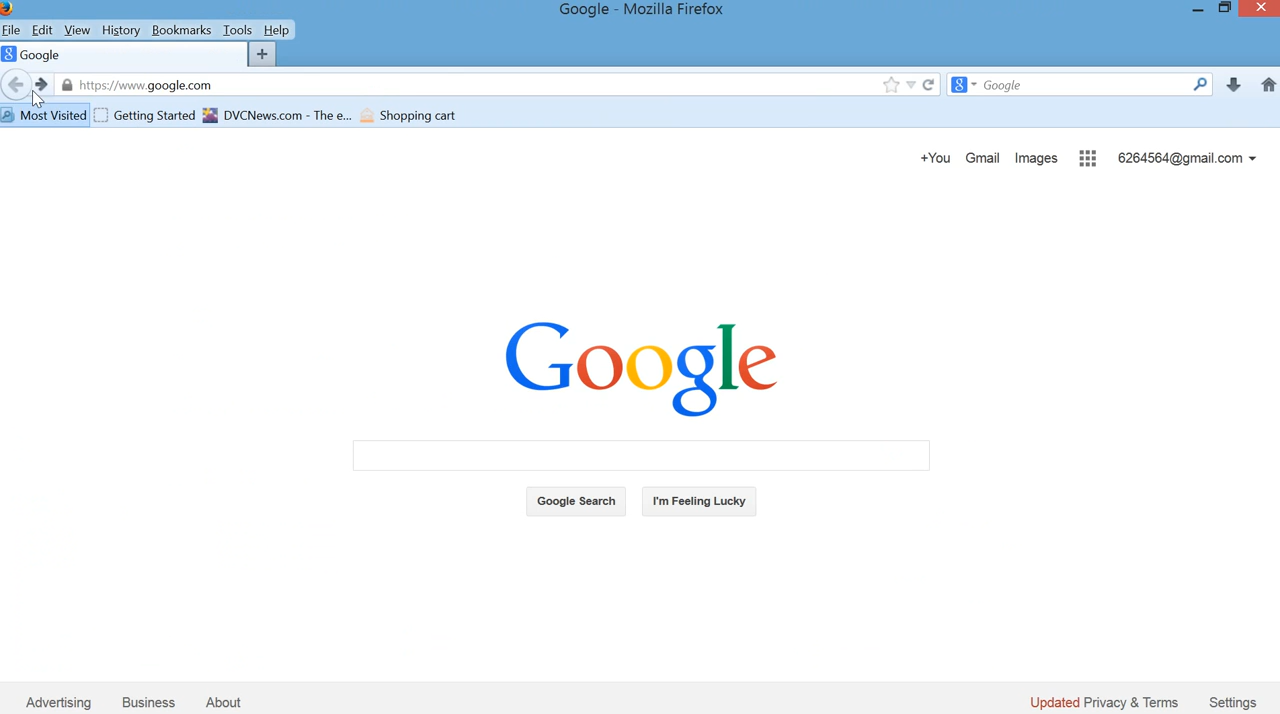 Google - Mozilla Firefox
File Edit View History Bookmarks Tools Help
8 Google +
https://www.google.com 8 Google
Most Visited Getting Started DVCNews.com - The e... Shopping cart
+You Gmail Images 6264564@gmail.com
Google
Google Search I'm Feeling Lucky
Advertising Business About Updated Privacy & Terms Settings